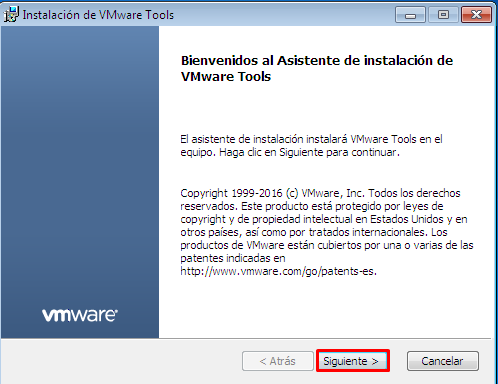 Instalación de VMware Tools
Bienvenidos al Asistente de instalación de
VMware Tools
El asistente de instalación instalará VMware Tools en el
equipo. Haga clic en Siguiente para continuar.
Copyright 1999-2016 (c) VMware, Inc. Todos los derechos
reservados. Este producto está protegido por leyes de
copyright y de propiedad intelectual en Estados Unidos y en
otros países, así como por tratados internacionales. Los
productos de VMware están cubiertos por una o varias de las
patentes indicadas en
http://www.vmware.com/go/patents-es.
vmware®
< Atrás
Siguiente >
Cancelar